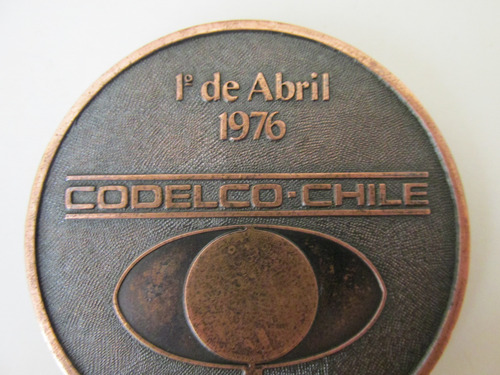 1º de Abril
1976
CODELCO-CHILE